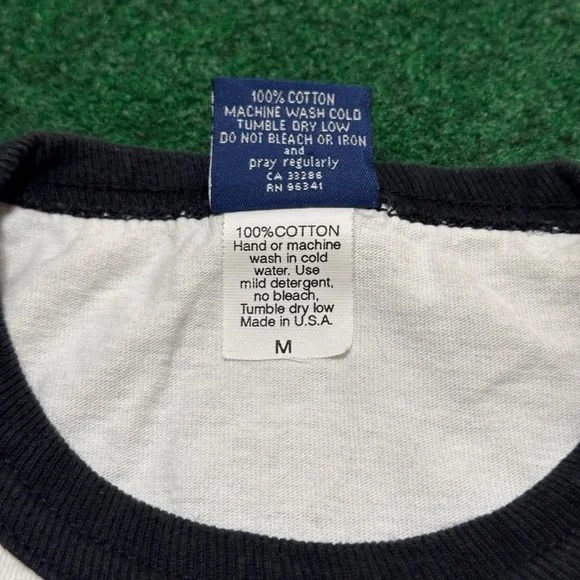 100% COTTON
MACHINE WASH COLD
TUMBLE DRY LOW
DO NOT BLEACH OR IRON
and
pray regularly
CA 33286
RN 96341
100%COTTON
Hand or machine
wash in cold
water. Use
mild detergent,
no bleach,
Tumble dry low
Made in U.S.A.
M